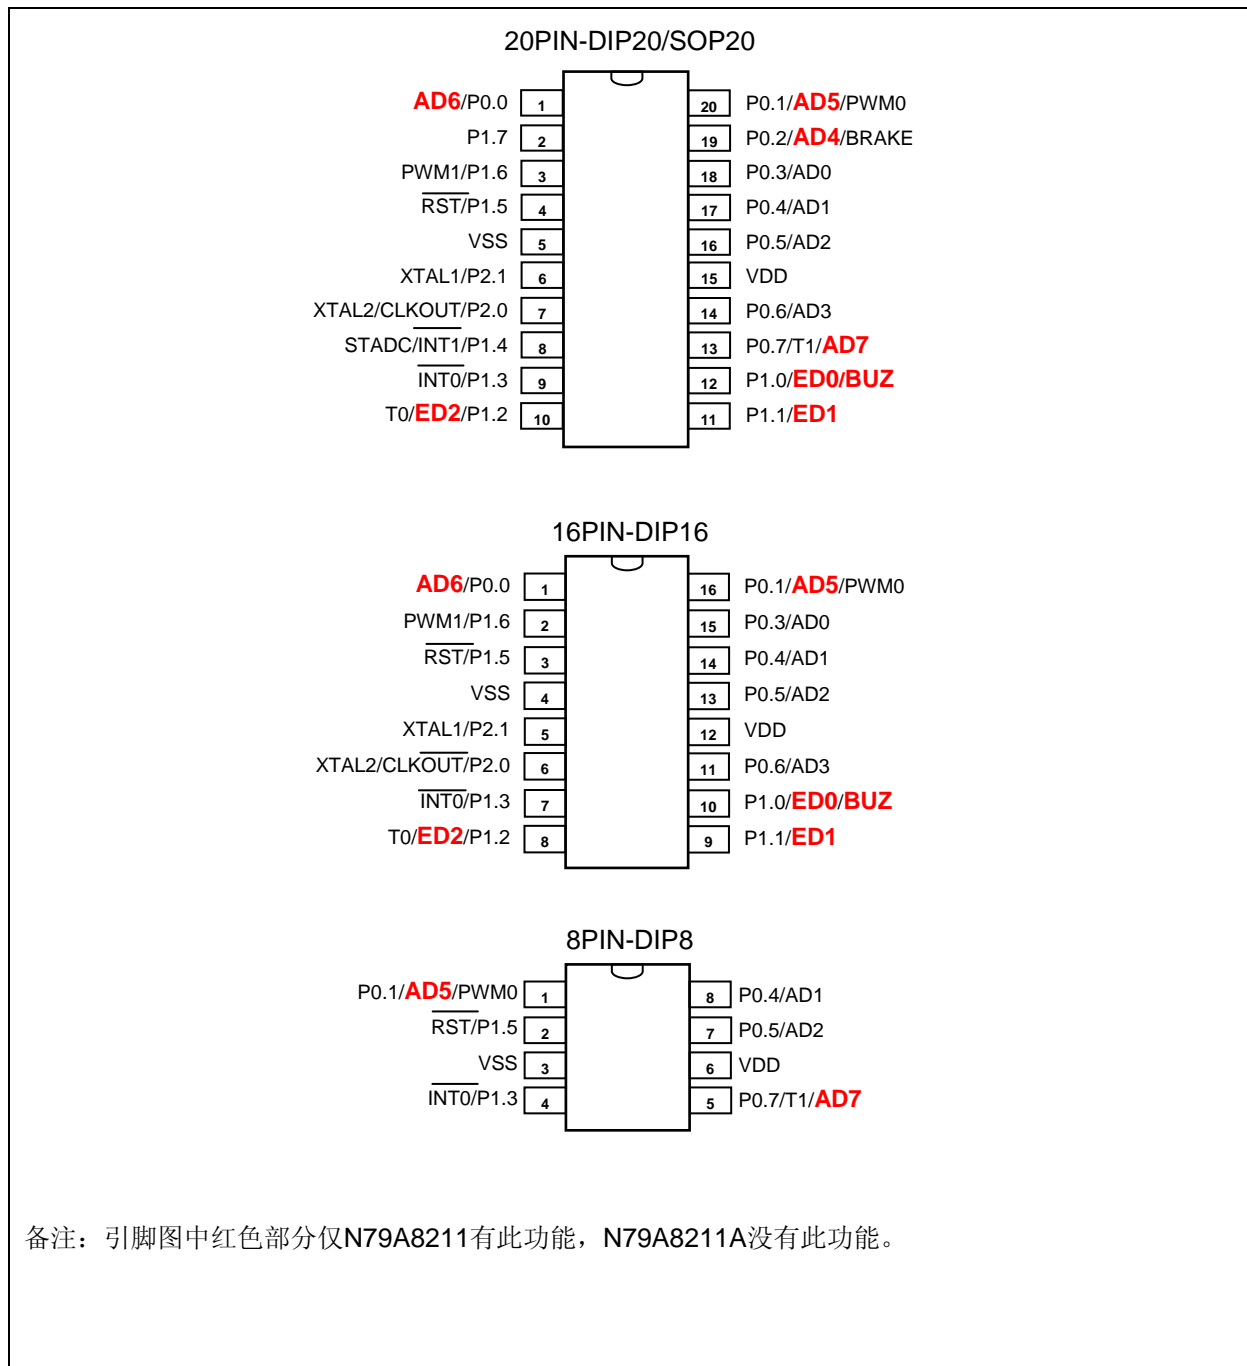 20PIN-DIP20/SOP20
AD6/P0.0 1 20 P0.1/AD5/PWM0
P1.7 2 19 P0.2/AD4/BRAKE
PWM1/P1.6 3 18 P0.3/AD0
RST/P1.5 4 17 P0.4/AD1
VSS 5 16 P0.5/AD2
XTAL1/P2.1 6 15 VDD
XTAL2/CLKOUT/P2.0 7 14 P0.6/AD3
STADC/INT1/P1.4 8 13 P0.7/T1/AD7
INT0/P1.3 9 12 P1.0/ED0/BUZ
T0/ED2/P1.2 10 11 P1.1/ED1
16PIN-DIP16
AD6/P0.0 1 16 P0.1/AD5/PWM0
PWM1/P1.6 2 15 P0.3/AD0
RST/P1.5 3 14 P0.4/AD1
VSS 4 13 P0.5/AD2
XTAL1/P2.1 5 12 VDD
XTAL2/CLKOUT/P2.0 6 11 P0.6/AD3
INT0/P1.3 7 10 P1.0/ED0/BUZ
T0/ED2/P1.2 8 9 P1.1/ED1
8PIN-DIP8
P0.1/AD5/PWM0 1 8 P0.4/AD1
RST/P1.5 2 7 P0.5/AD2
VSS 3 6 VDD
INT0/P1.3 4 5 P0.7/T1/AD7
备注：引脚图中红色部分仅N79A8211有此功能，N79A8211A没有此功能。